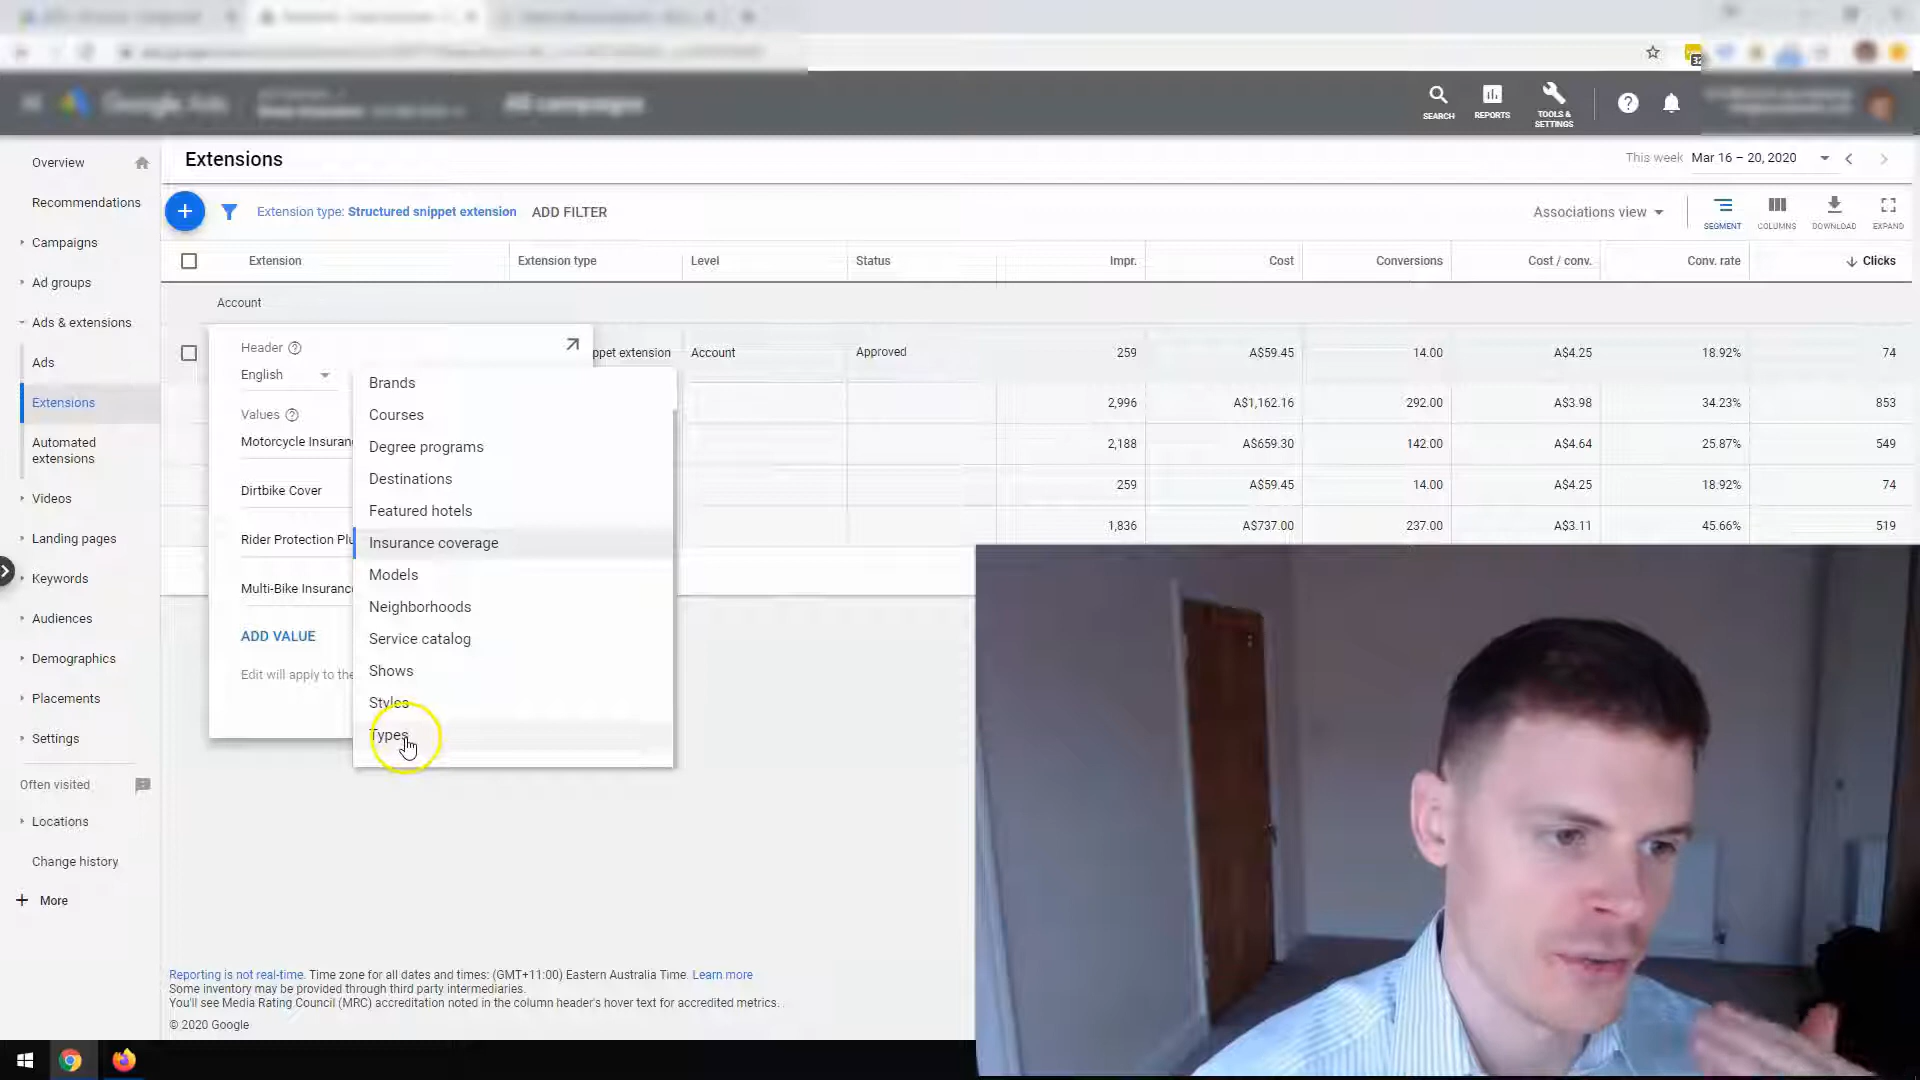 Google Ads
All campaigns
SEARCH
REPORTS
TOOLS &
SETTINGS
Overview
Recommendations
Campaigns
Ad groups
Ads & extensions
Ads
Extensions
Automated
extensions
Videos
Landing pages
Keywords
Audiences
Demographics
Placements
Settings
Often visited
Locations
Change history
More
Extensions
This week Mar 16 – 20, 2020
Extension type: Structured snippet extension ADD FILTER
Associations view
SEGMENT
COLUMNS
DOWNLOAD
EXPAND
Extension Extension type Level Status Impr. Cost Conversions Cost / conv. Conv. rate Clicks
Account
ppet extension Account Approved 259 A$59.45 14.00 A$4.25 18.92% 74
2,996 A$1,162.16 292.00 A$3.98 34.23% 853
2,188 A$659.30 142.00 A$4.64 25.87% 549
259 A$59.45 14.00 A$4.25 18.92% 74
1,836 A$737.00 237.00 A$3.11 45.66% 519
Header
English
Values
Motorcycle Insuran
Dirtbike Cover
Rider Protection Plu
Multi-Bike Insurance
ADD VALUE
Edit will apply to the
Brands
Courses
Degree programs
Destinations
Featured hotels
Insurance coverage
Models
Neighborhoods
Service catalog
Shows
Styles
Types
Reporting is not real-time. Time zone for all dates and times: (GMT+11:00) Eastern Australia Time. Learn more
Some inventory may be provided through third party intermediaries.
You'll see Media Rating Council (MRC) accreditation noted in the column header's hover text for accredited metrics.
© 2020 Google